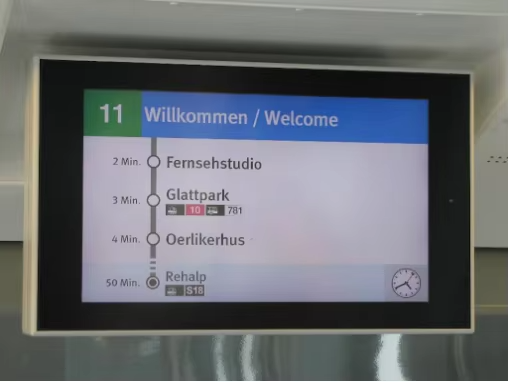 11 Willkommen / Welcome
2 Min. Fernsehstudio
3 Min. Glattpark
10 781
4 Min. Oerlikerhus
50 Min. Rehalp
S18